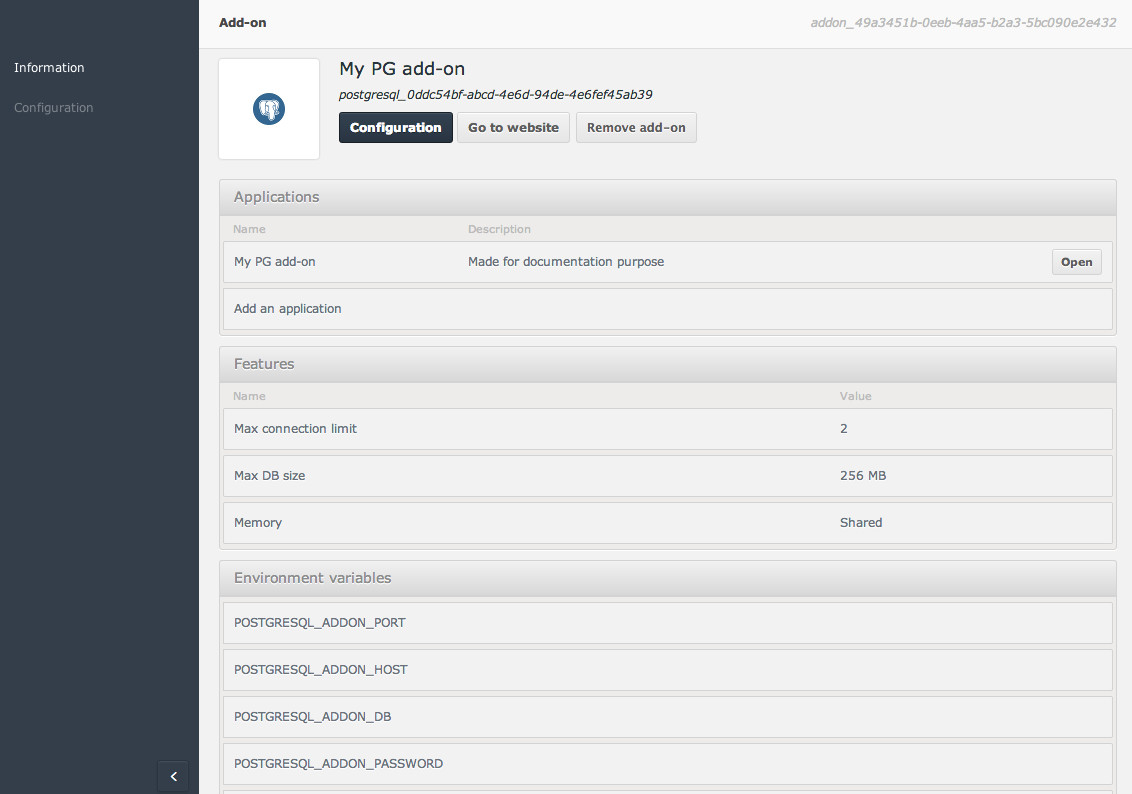 Add-on
addon_49a3451b-0eeb-4aa5-b2a3-5bc090e2e432
Information
Configuration
My PG add-on
postgresql_0ddc54bf-abcd-4e6d-94de-4e6fef45ab39
Configuration Go to website Remove add-on
Applications
Name Description
My PG add-on Made for documentation purpose Open
Add an application
Features
Name Value
Max connection limit 2
Max DB size 256 MB
Memory Shared
Environment variables
POSTGRESQL_ADDON_PORT
POSTGRESQL_ADDON_HOST
POSTGRESQL_ADDON_DB
POSTGRESQL_ADDON_PASSWORD